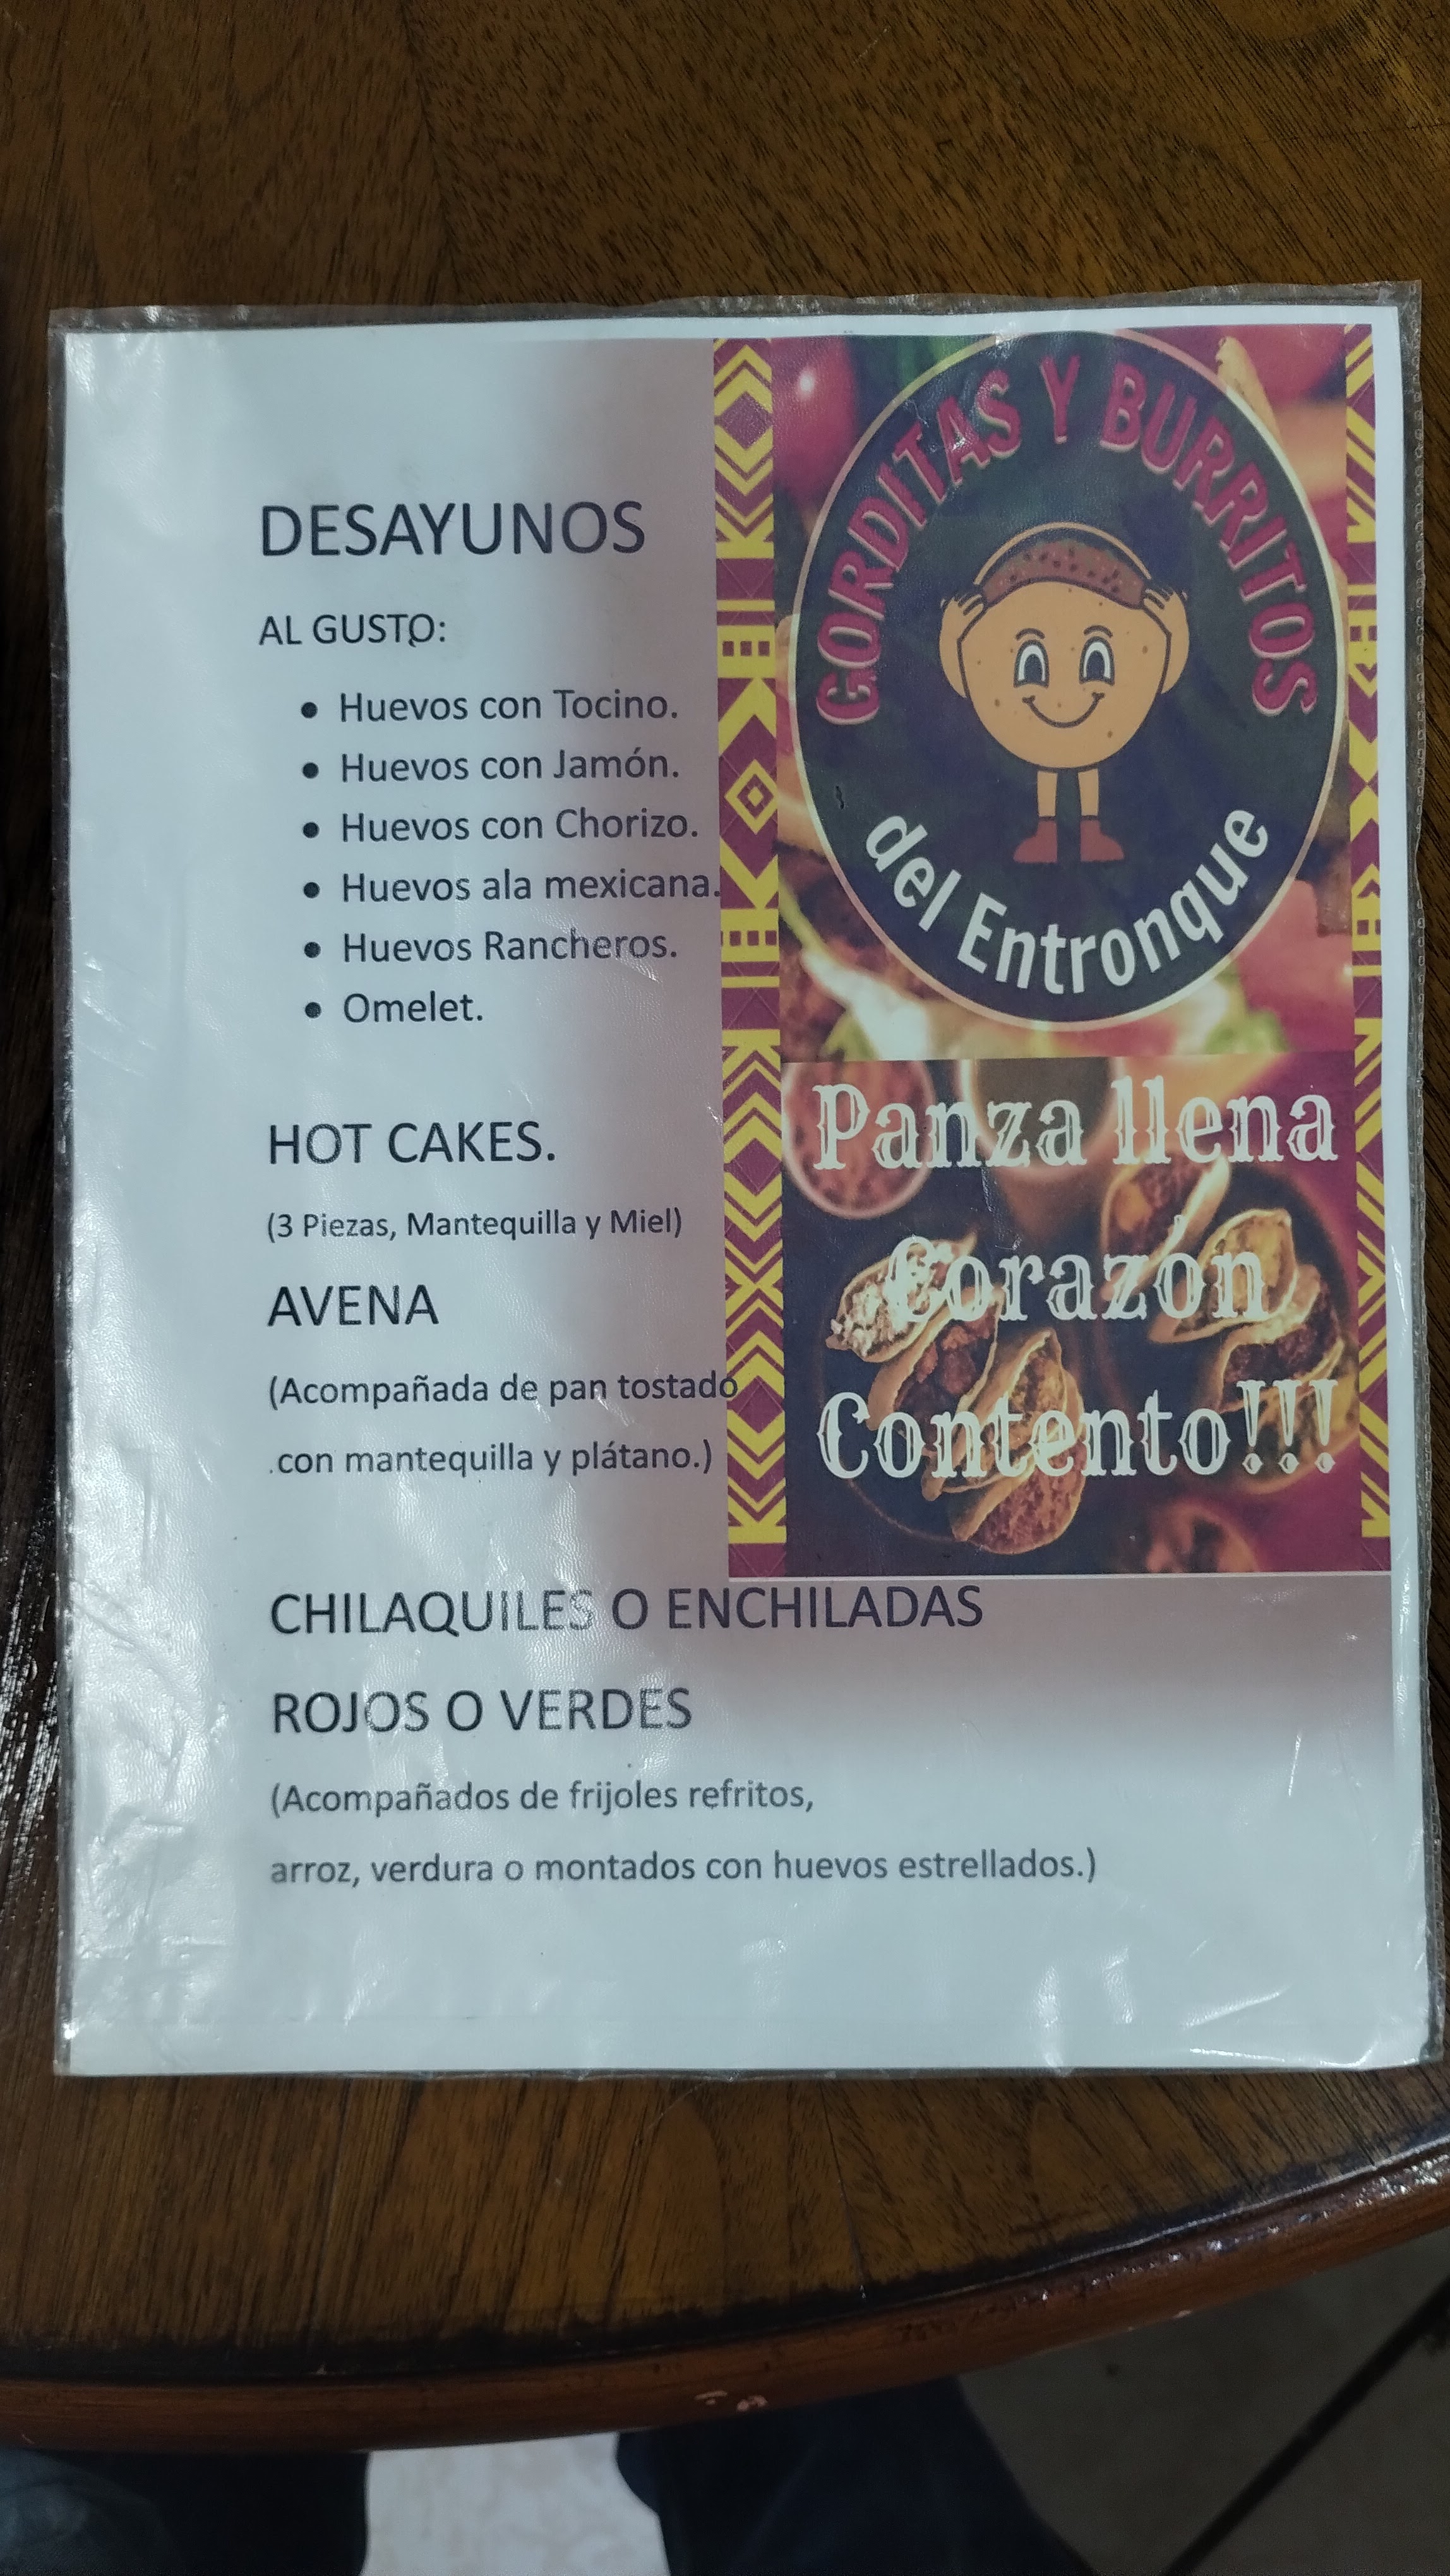 DESAYUNOS
AL GUSTO:
• Huevos con Tocino.
• Huevos con Jamón.
• Huevos con Chorizo.
• Huevos ala mexicana.
• Huevos Rancheros.
• Omelet.
HOT CAKES.
(3 Piezas, Mantequilla y Miel)
AVENA
(Acompañada de pan tostado
.con mantequilla y plátano.)
CHILAQUILES O ENCHILADAS
ROJOS O VERDES
(Acompañados de frijoles refritos,
arroz, verdura o montados con huevos estrellados.)
GORDITAS Y BURRITOS
del Entronque
Panza llena
Corazón
Contento!!!